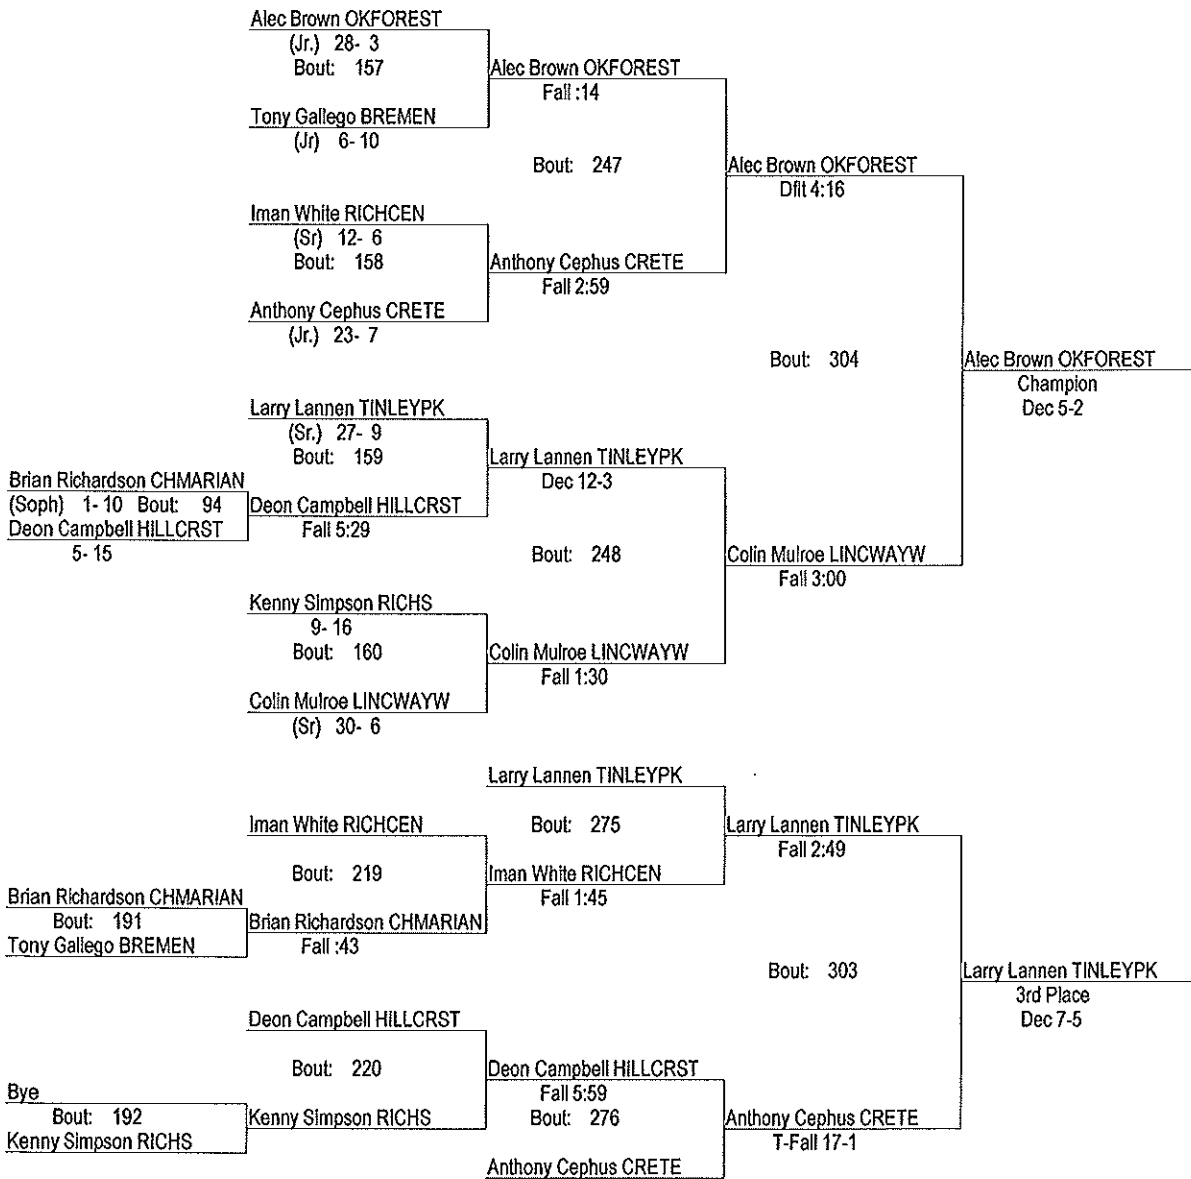 Alec Brown OKFOREST
(Jr.) 28- 3
Bout: 157
Alec Brown OKFOREST
Fall :14
Tony Gallego BREMEN
(Jr) 6- 10
Bout: 247
Alec Brown OKFOREST
Dflt 4:16
Iman White RICHCEN
(Sr) 12- 6
Bout: 158
Anthony Cephus CRETE
Fall 2:59
Anthony Cephus CRETE
(Jr.) 23- 7
Bout: 304
Alec Brown OKFOREST
Champion
Dec 5-2
Larry Lannen TINLEYPK
(Sr.) 27- 9
Bout: 159
Larry Lannen TINLEYPK
Dec 12-3
Brian Richardson CHMARIAN
(Soph) 1- 10 Bout: 94
Deon Campbell HILLCRST
5- 15
Deon Campbell HILLCRST
Fall 5:29
Bout: 248
Colin Mulroe LINCWAYW
Fall 3:00
Kenny Simpson RICHS
9- 16
Bout: 160
Colin Mulroe LINCWAYW
Fall 1:30
Colin Mulroe LINCWAYW
(Sr) 30- 6
Larry Lannen TINLEYPK
Bout: 275
Larry Lannen TINLEYPK
Fall 2:49
Iman White RICHCEN
Bout: 219
Iman White RICHCEN
Fall 1:45
Brian Richardson CHMARIAN
Bout: 191
Tony Gallego BREMEN
Brian Richardson CHMARIAN
Fall :43
Bout: 303
Larry Lannen TINLEYPK
3rd Place
Dec 7-5
Deon Campbell HILLCRST
Bout: 220
Deon Campbell HILLCRST
Fall 5:59
Bye
Bout: 192
Kenny Simpson RICHS
Kenny Simpson RICHS
Bout: 276
Anthony Cephus CRETE
T-Fall 17-1
Anthony Cephus CRETE